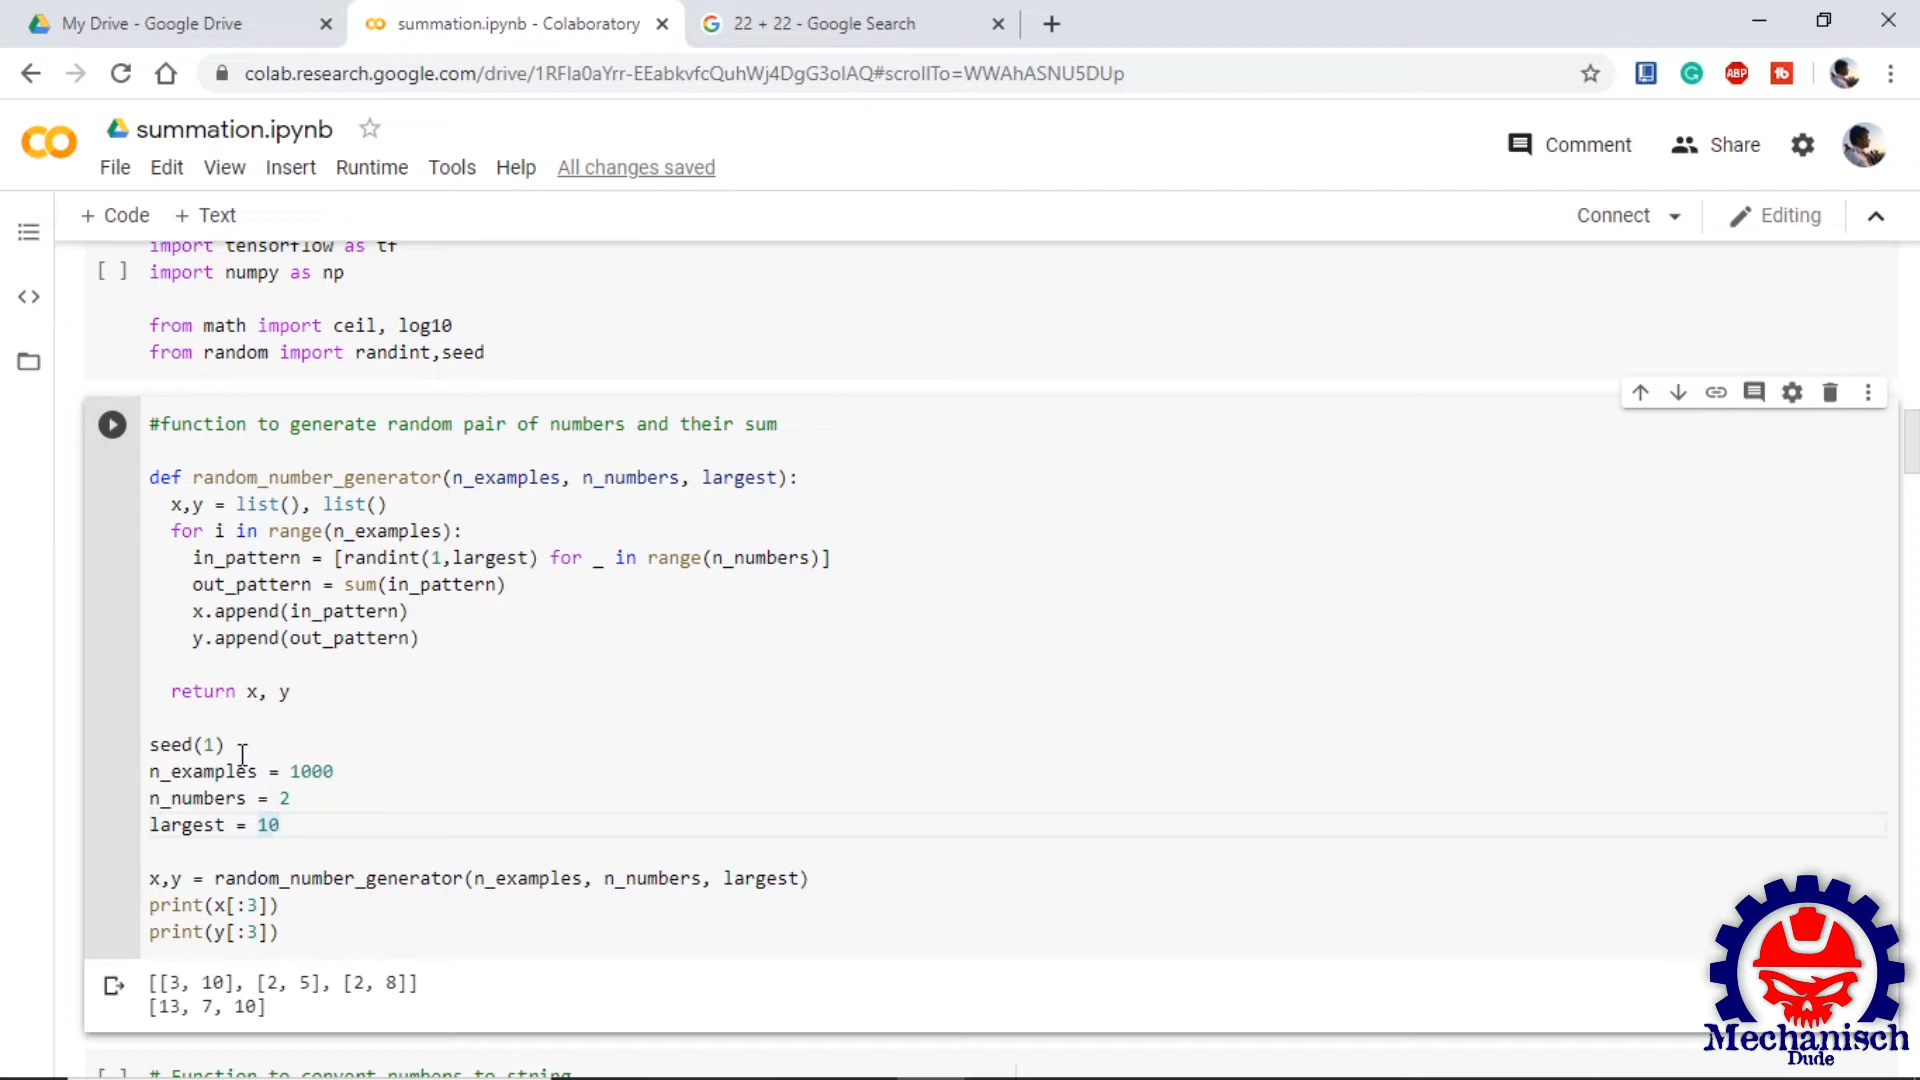 My Drive - Google Drive
summation.ipynb - Colaboratory
22 + 22 - Google Search
colab.research.google.com/drive/1RFla0aYrr-EEabkvfcQuhWj4DgG3olAQ#scrollTo=WWAhASNU5DUp
ABP
summation.ipynb
Comment
Share
File Edit View Insert Runtime Tools Help All changes saved
+ Code + Text
Connect
Editing
import tensorflow as tf
[ ] import numpy as np
from math import ceil, log10
from random import randint,seed
#function to generate random pair of numbers and their sum
def random_number_generator(n_examples, n_numbers, largest):
x,y = list(), list()
for i in range(n_examples):
in_pattern = [randint(1,largest) for _ in range(n_numbers)]
out_pattern = sum(in_pattern)
x.append(in_pattern)
y.append(out_pattern)
return x, y
seed(1)
n_examples = 1000
n_numbers = 2
largest = 10
x,y = random_number_generator(n_examples, n_numbers, largest)
print(x[:3])
print(y[:3])
[[3, 10], [2, 5], [2, 8]]
[13, 7, 10]
[ ] # Function to convert numbers to string
Mechanisch
Dude